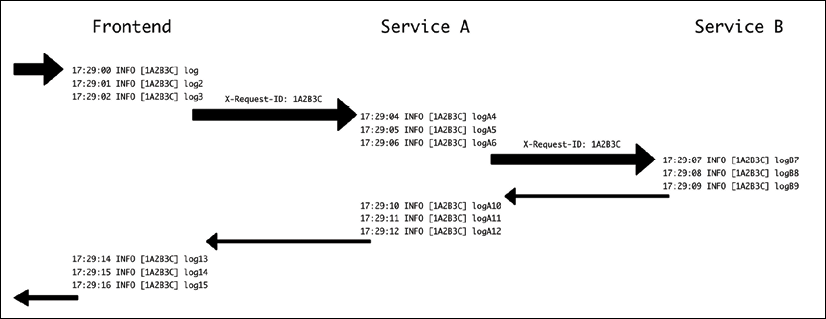 Frontend
Service A
Service B
17:29:00 INFO [1A2B3C] log
17:29:01 INFO [1A2B3C] log2
17:29:02 INFO [1A2B3C] log3
X-Request-ID: 1A2B3C
17:29:04 INFO [1A2B3C] logA4
17:29:05 INFO [1A2B3C] logA5
17:29:06 INFO [1A2B3C] logA6
X-Request-ID: 1A2B3C
17:29:07 INFO [1A2B3C] logB7
17:29:08 INFO [1A2B3C] logB8
17:29:09 INFO [1A2B3C] logB9
17:29:10 INFO [1A2B3C] logA10
17:29:11 INFO [1A2B3C] logA11
17:29:12 INFO [1A2B3C] logA12
17:29:14 INFO [1A2B3C] log13
17:29:15 INFO [1A2B3C] log14
17:29:16 INFO [1A2B3C] log15